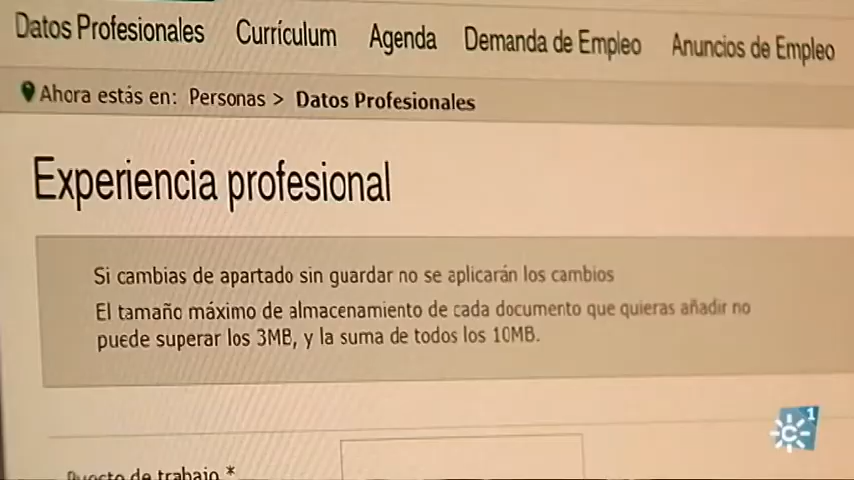 Datos Profesionales Currículum Agenda Demanda de Empleo Anuncios de Empleo
Ahora estás en: Personas > Datos Profesionales
Experiencia profesional
Si cambias de apartado sin guardar no se aplicarán los cambios
El tamaño máximo de almacenamiento de cada documento que quieras añadir no
puede superar los 3MB, y la suma de todos los 10MB.
Puesto de trabajo *
C 1